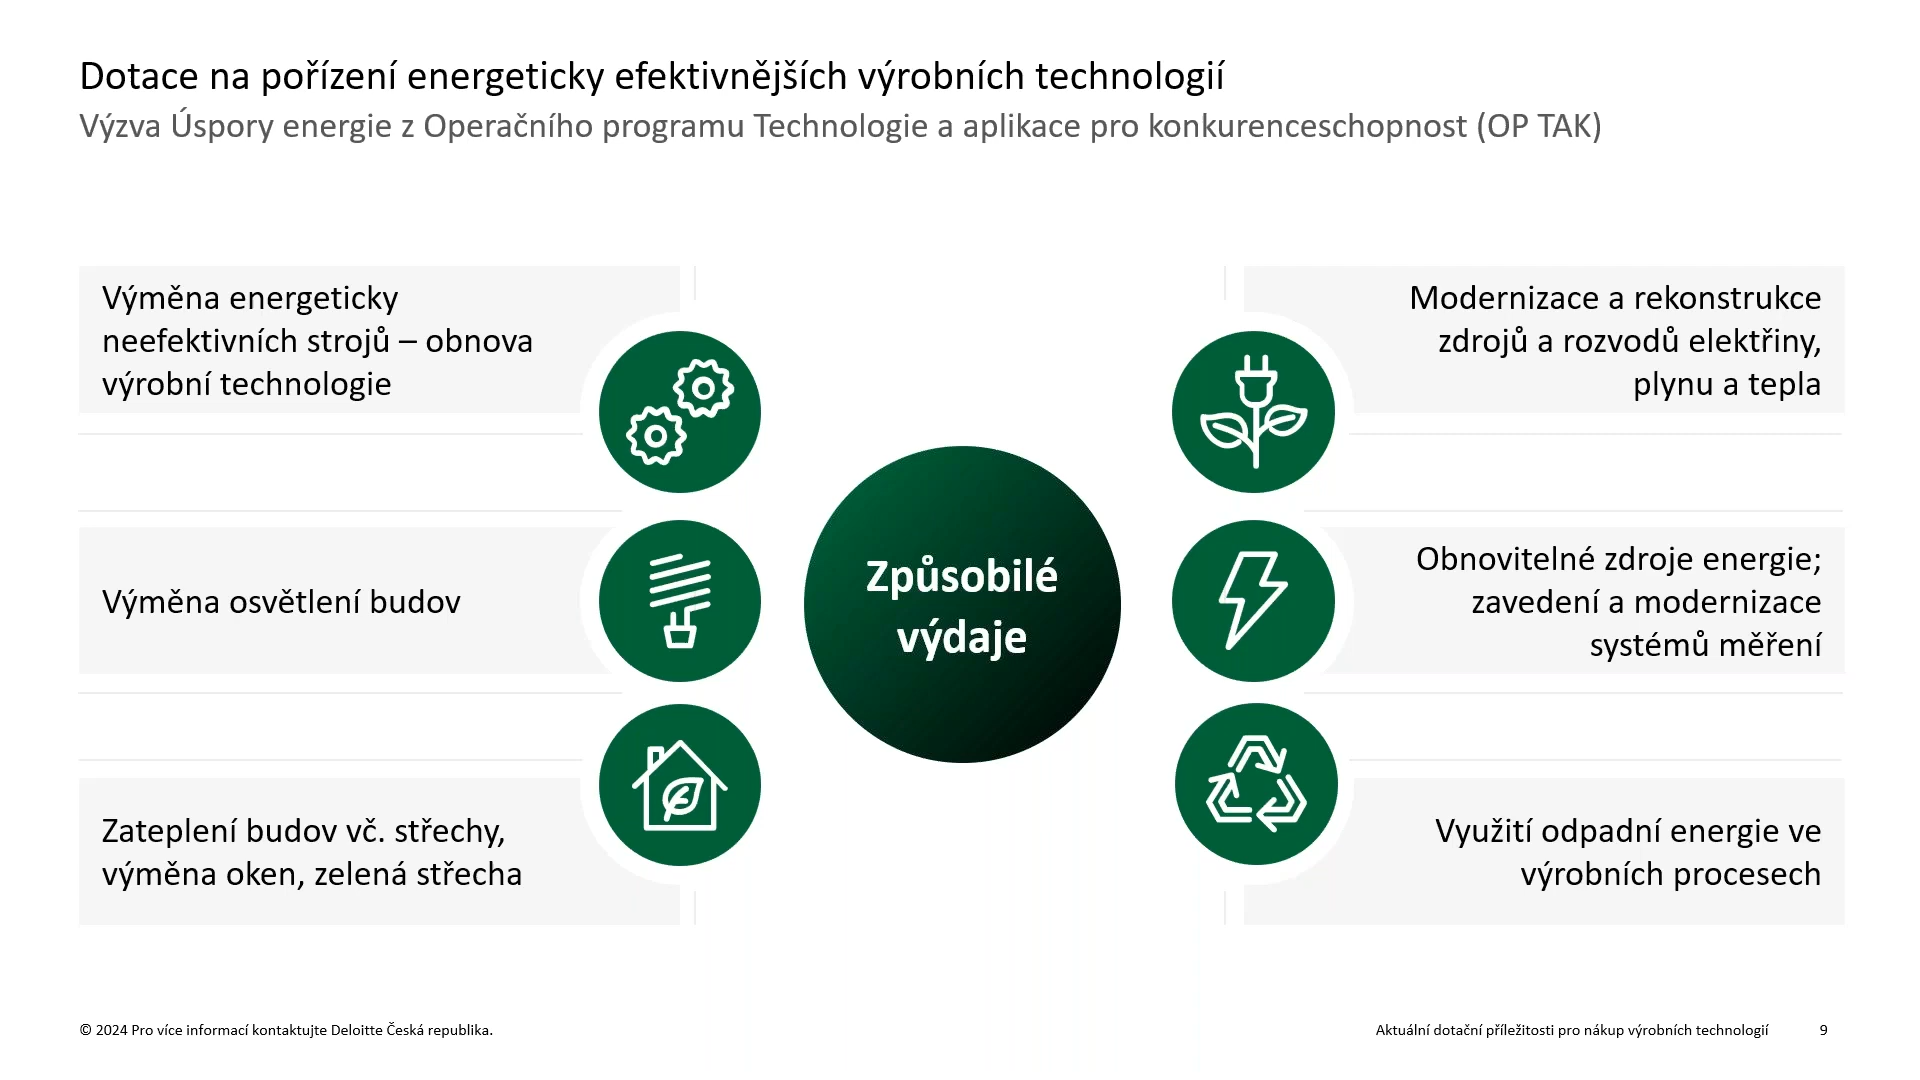 Dotace na pořízení energeticky efektivnějších výrobních technologií
Výzva Úspory energie z Operačního programu Technologie a aplikace pro konkurenceschopnost (OP TAK)
Výměna energeticky
neefektivních strojů – obnova
výrobní technologie
Výměna osvětlení budov
Zateplení budov vč. střechy,
výměna oken, zelená střecha
Způsobilé
výdaje
Modernizace a rekonstrukce
zdrojů a rozvodů elektřiny,
plynu a tepla
Obnovitelné zdroje energie;
zavedení a modernizace
systémů měření
Využití odpadní energie ve
výrobních procesech
© 2024 Pro více informací kontaktujte Deloitte Česká republika.
Aktuální dotační příležitosti pro nákup výrobních technologií 9